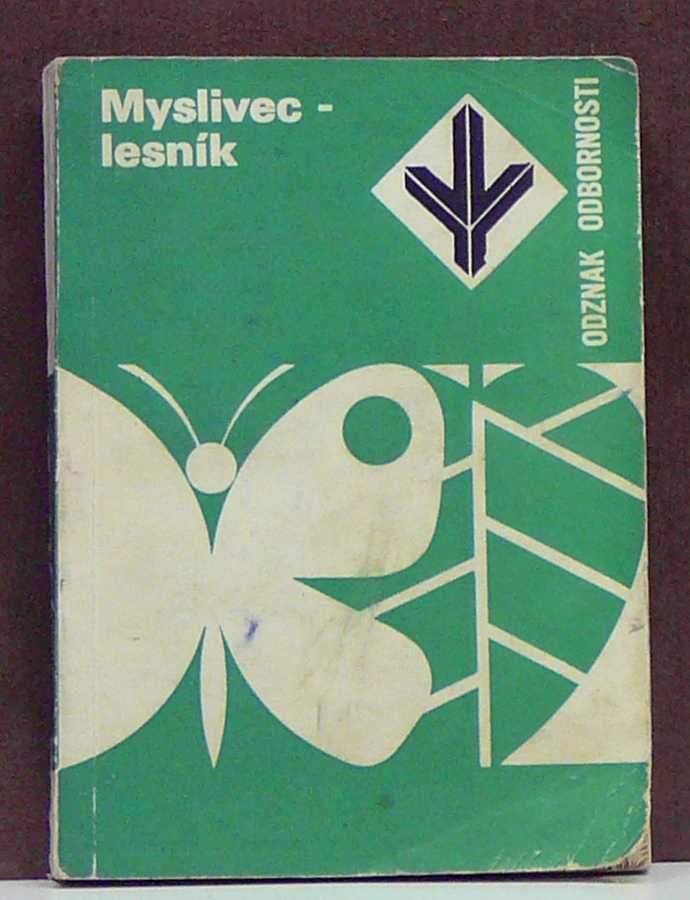 Myslivec -
lesník
ODZNAK ODBORNOSTI